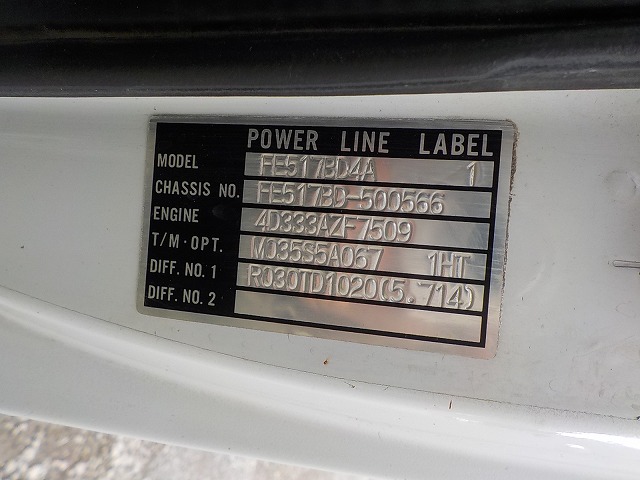 POWER LINE LABEL
MODEL FE517BD4A 1
CHASSIS NO. FE517BD-500566
ENGINE 4D333AZF7509
T/M·OPT. M035S5A067 1HT
DIFF. NO. 1 R030TD1020(5.714)
DIFF. NO. 2